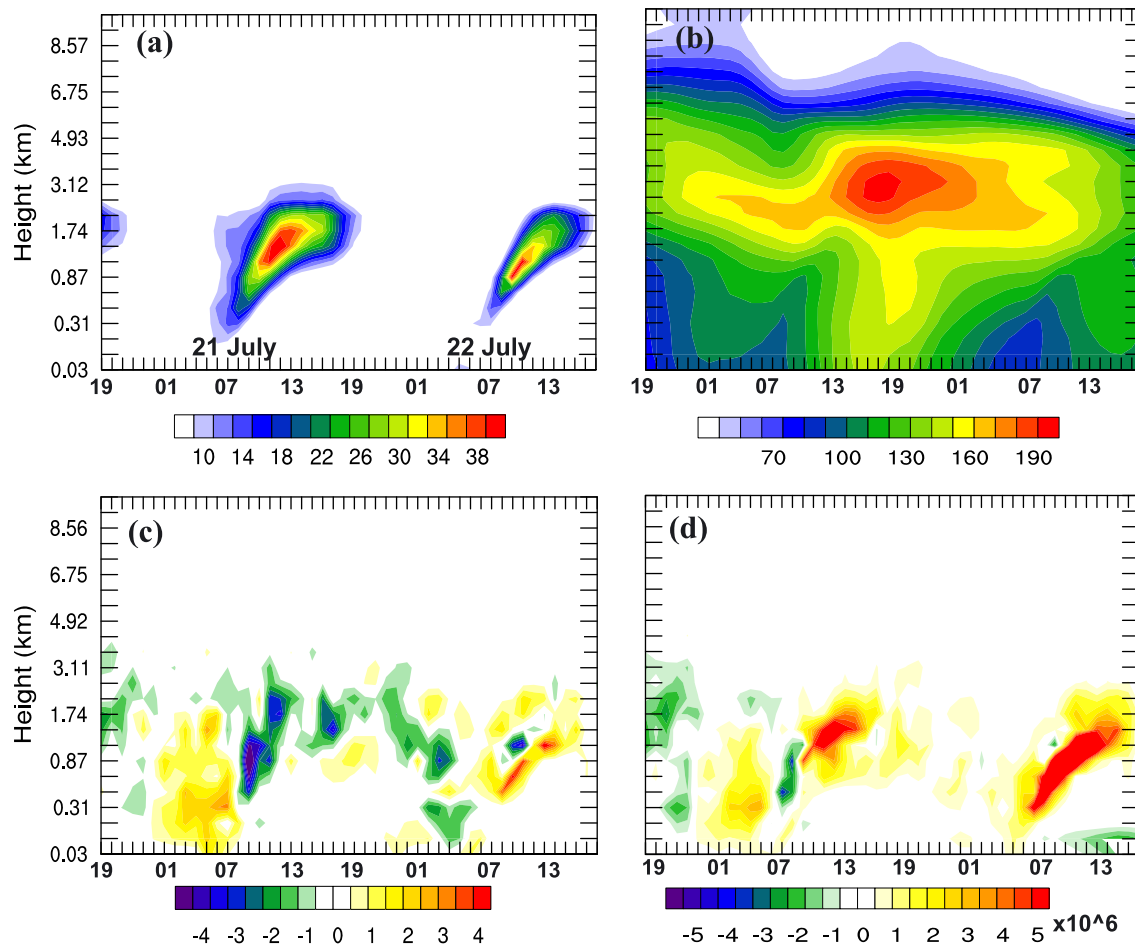 (a)
(b)
Height (km)
8.57
6.75
4.93
3.12
1.74
0.87
0.31
0.03
21 July
22 July
19 01 07 13 19 01 07 13
19 01 07 13 19 01 07 13
10 14 18 22 26 30 34 38
70 100 130 160 190
(c)
(d)
Height (km)
8.56
6.75
4.92
3.11
1.74
0.87
0.31
0.03
19 01 07 13 19 01 07 13
19 01 07 13 19 01 07 13
-4 -3 -2 -1 0 1 2 3 4
-5 -4 -3 -2 -1 0 1 2 3 4 5 x10^6